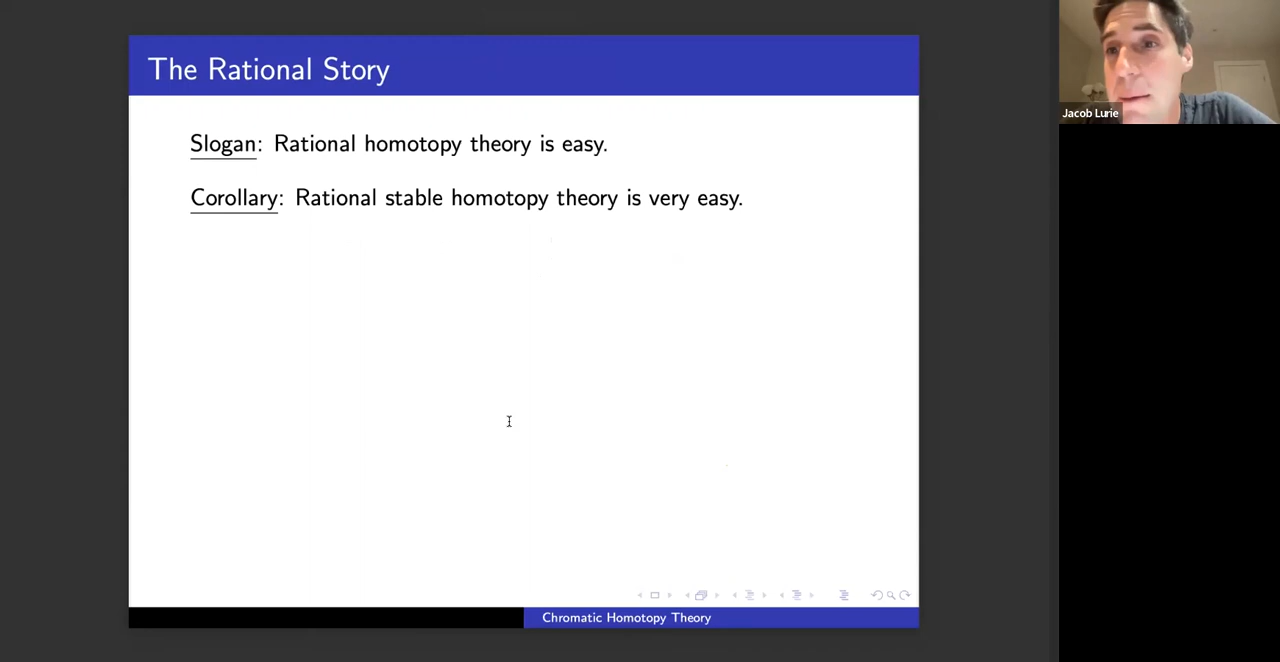 The Rational Story
Slogan: Rational homotopy theory is easy.
Corollary: Rational stable homotopy theory is very easy.
Chromatic Homotopy Theory
Jacob Lurie